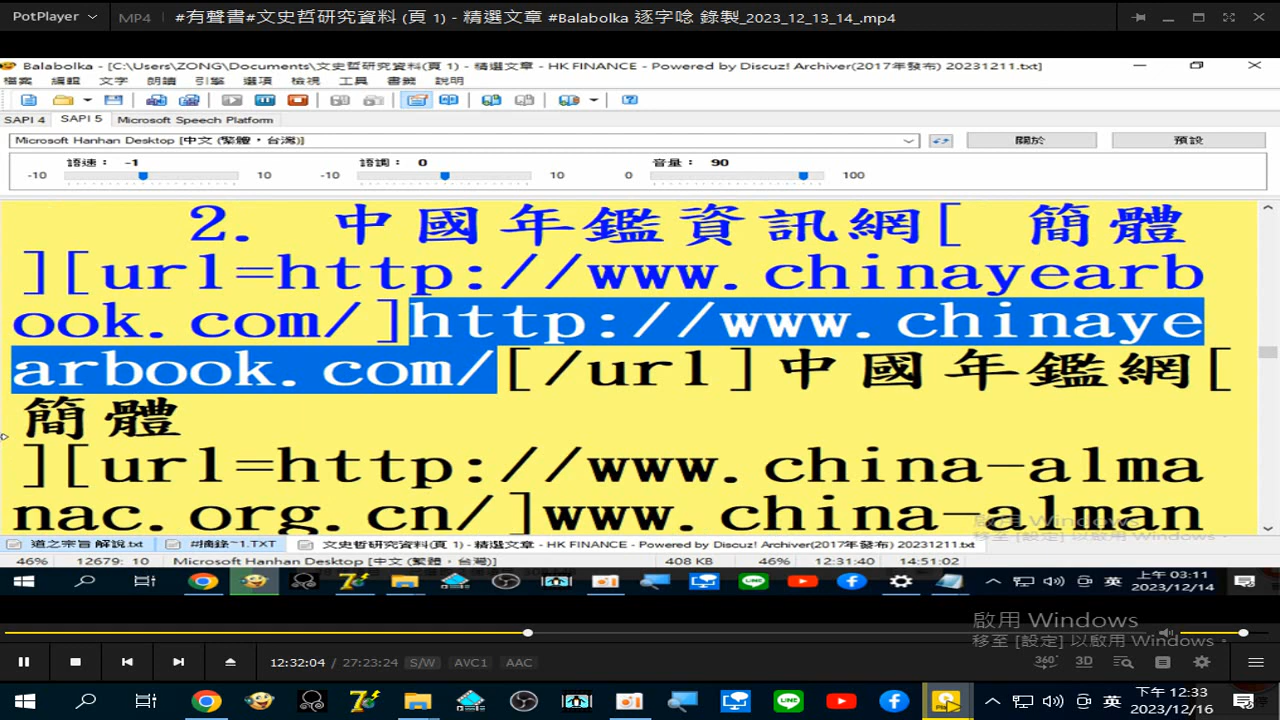 PotPlayer MP4 #有聲書#文史哲研究資料 (頁 1) - 精選文章 #Balabolka 逐字唸 錄製_2023_12_13_14_.mp4
Balabolka - [C:\Users\ZONG\Documents\文史哲研究資料(頁 1) - 精選文章 - HK FINANCE - Powered by Discuz! Archiver(2017年發布) 20231211.txt]
檔案 編輯 文字 朗讀 引擎 選項 檢視 工具 書籤 說明
SAPI 4 SAPI 5 Microsoft Speech Platform
Microsoft Hanhan Desktop [中文 (繁體，台灣)] 關於 預設
語速： -1 語調： 0 音量： 90
-10 10 -10 10 0 100
2. 中國年鑑資訊網[ 簡體
][url=http://www.chinayearb
ook.com/]http://www.chinaye
arbook.com/[/url]中國年鑑網[
簡體
][url=http://www.china-alma
nac.org.cn/]www.china-alman
啟用 Windows
移至 [設定] 以啟用 Windows。
道之宗旨 解說.txt #摘錄~1.TXT 文史哲研究資料(頁 1) - 精選文章 - HK FINANCE - Powered by Discuz! Archiver(2017年發布) 20231211.txt
46% 12679: 10 Microsoft Hanhan Desktop [中文 (繁體，台灣)] 408 KB 46% 12:31:40 14:51:02
英 上午 03:11
2023/12/14
啟用 Windows
移至 [設定] 以啟用 Windows。
12:32:04 / 27:23:24 S/W AVC1 AAC 360° 3D
英 下午 12:33
2023/12/16